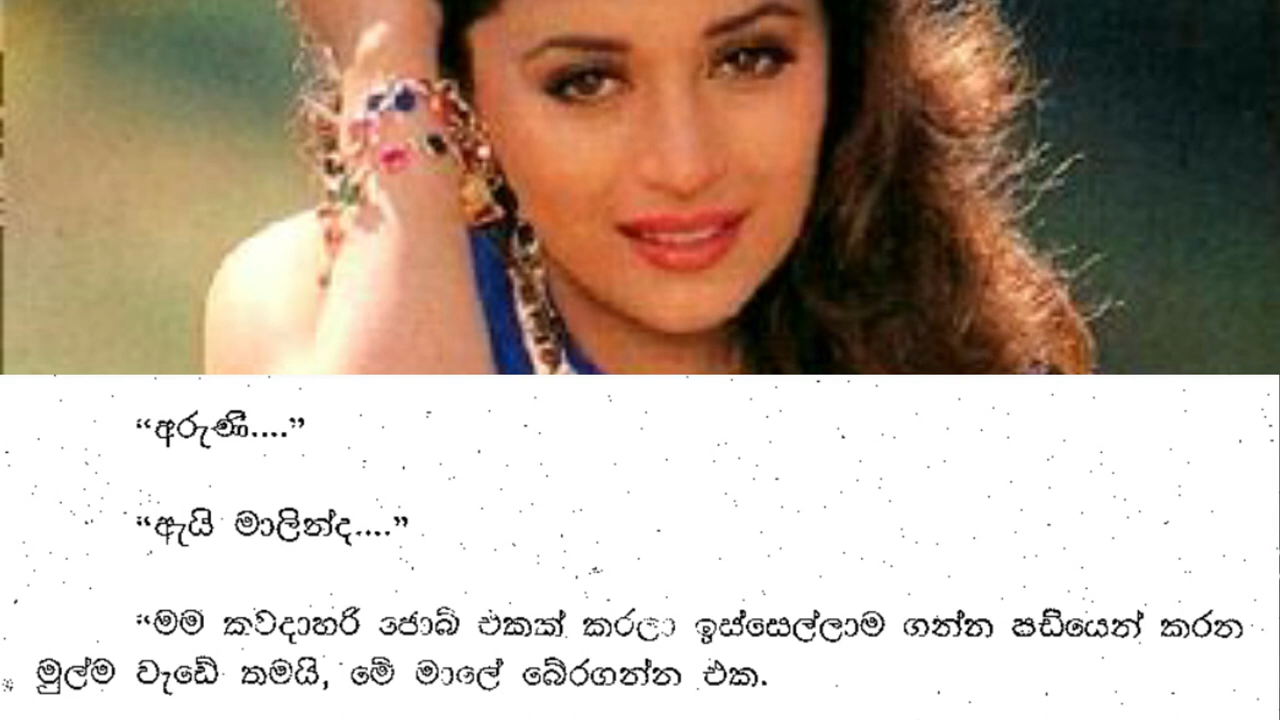 “අරුණි....”
“ඇයි මාලින්ද....”
“මම කවදාහරි ජොබ් එකක් කරලා ඉස්සෙල්ලාම ගන්න පඩියෙන් කරන
මුල්ම වැඩේ තමයි, මේ මාලේ බේරගන්න එක.